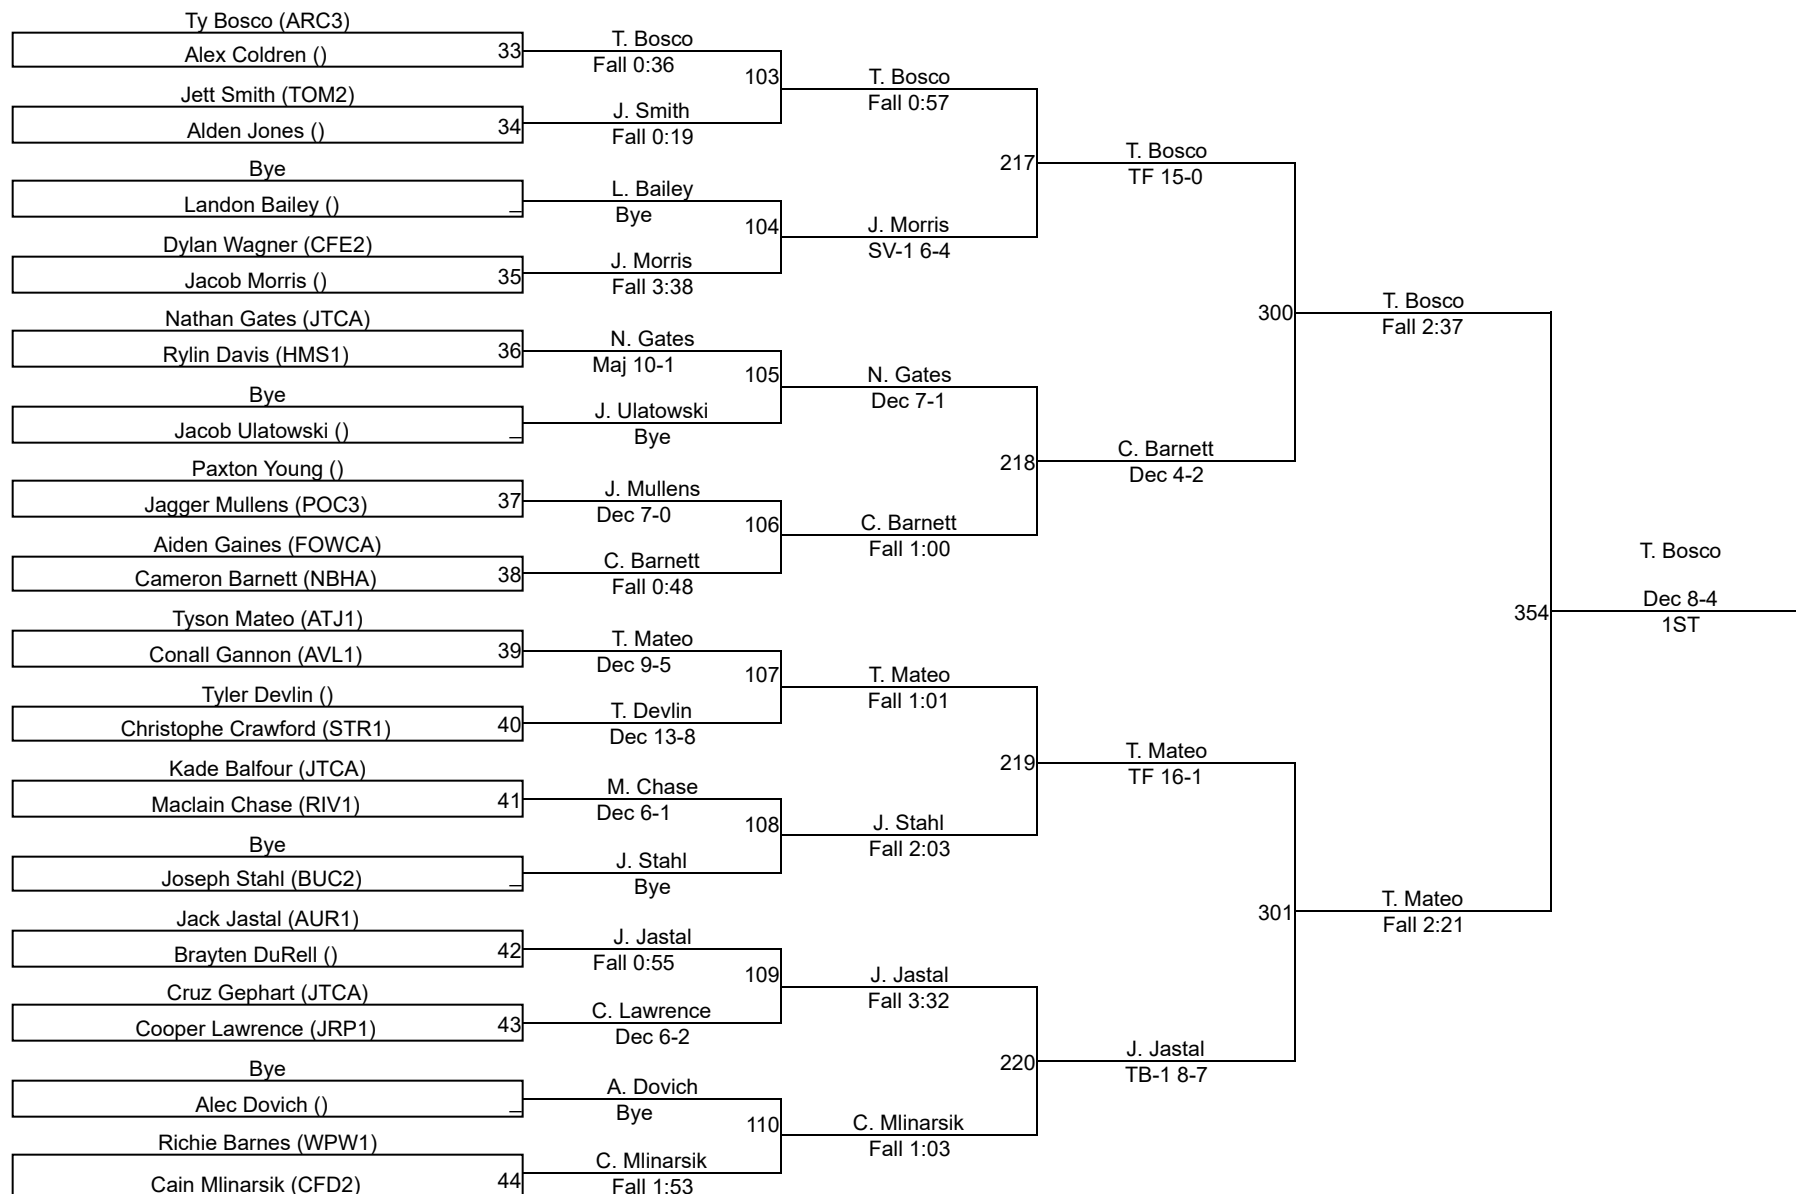 Ty Bosco (ARC3)
Alex Coldren () 33
Jett Smith (TOM2)
Alden Jones () 34
Bye
Landon Bailey () _
Dylan Wagner (CFE2)
Jacob Morris () 35
Nathan Gates (JTCA)
Rylin Davis (HMS1) 36
Bye
Jacob Ulatowski () _
Paxton Young ()
Jagger Mullens (POC3) 37
Aiden Gaines (FOWCA)
Cameron Barnett (NBHA) 38
Tyson Mateo (ATJ1)
Conall Gannon (AVL1) 39
Tyler Devlin ()
Christophe Crawford (STR1) 40
Kade Balfour (JTCA)
Maclain Chase (RIV1) 41
Bye
Joseph Stahl (BUC2) _
Jack Jastal (AUR1)
Brayten DuRell () 42
Cruz Gephart (JTCA)
Cooper Lawrence (JRP1) 43
Bye
Alec Dovich () _
Richie Barnes (WPW1)
Cain Mlinarsik (CFD2) 44
T. Bosco
Fall 0:36
103
J. Smith
Fall 0:19
L. Bailey
Bye
104
J. Morris
Fall 3:38
N. Gates
Maj 10-1
105
J. Ulatowski
Bye
J. Mullens
Dec 7-0
106
C. Barnett
Fall 0:48
T. Mateo
Dec 9-5
107
T. Devlin
Dec 13-8
M. Chase
Dec 6-1
108
J. Stahl
Bye
J. Jastal
Fall 0:55
109
C. Lawrence
Dec 6-2
A. Dovich
Bye
110
C. Mlinarsik
Fall 1:53
T. Bosco
Fall 0:57
217
J. Morris
SV-1 6-4
N. Gates
Dec 7-1
218
C. Barnett
Fall 1:00
T. Mateo
Fall 1:01
219
J. Stahl
Fall 2:03
J. Jastal
Fall 3:32
220
C. Mlinarsik
Fall 1:03
T. Bosco
TF 15-0
300
C. Barnett
Dec 4-2
T. Mateo
TF 16-1
301
J. Jastal
TB-1 8-7
T. Bosco
Fall 2:37
354
T. Mateo
Fall 2:21
T. Bosco
Dec 8-4
1ST